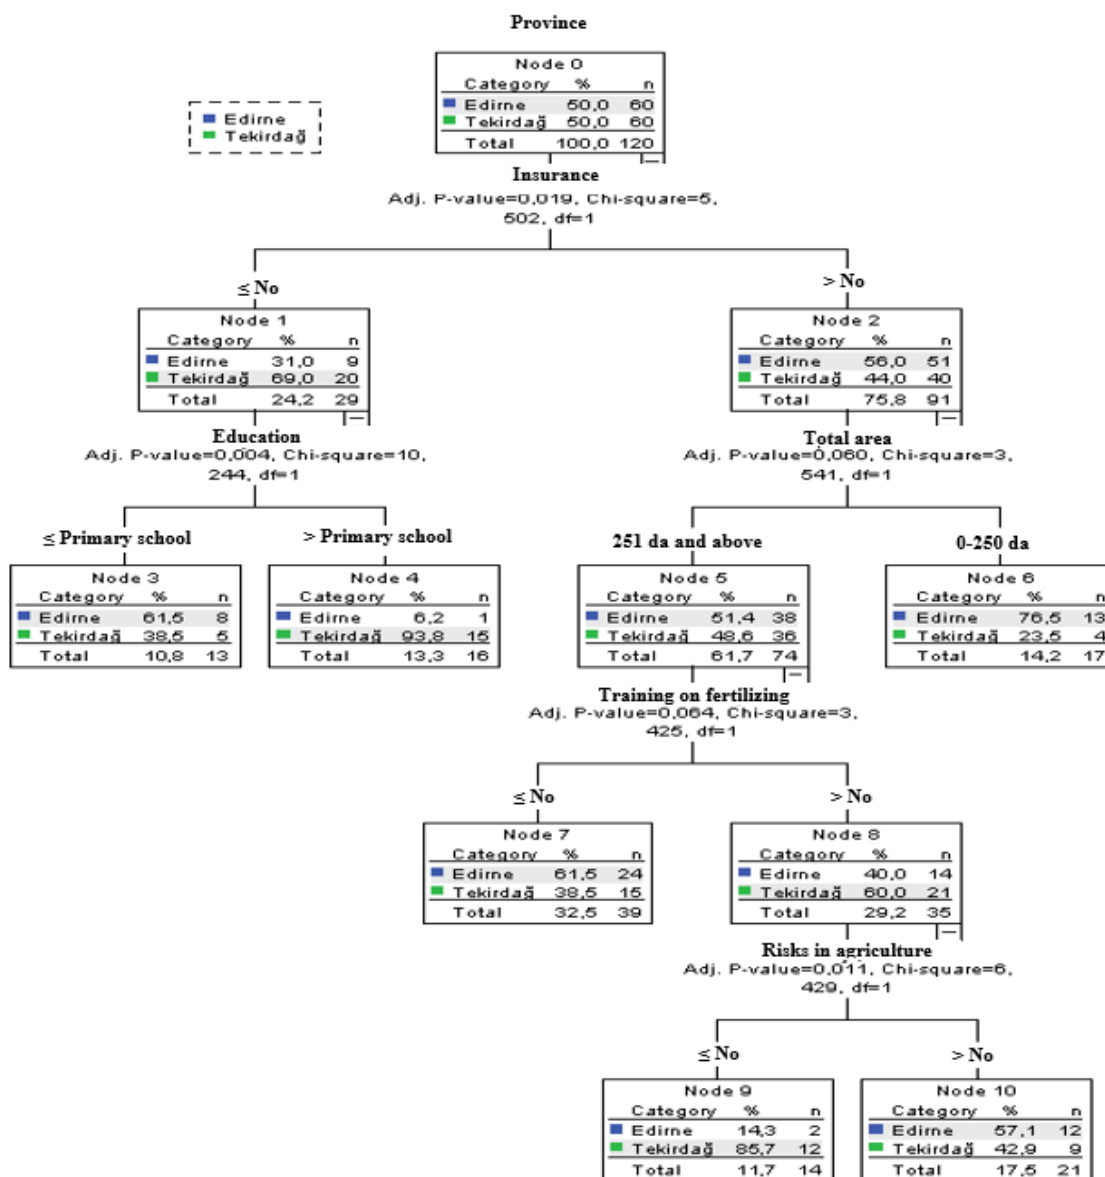 Province
Node 0
Category % n
Edirne 50,0 60
Tekirdağ 50,0 60
Total 100,0 120
Edirne
Tekirdağ
Insurance
Adj. P-value=0,019, Chi-square=5,
502, df=1
≤ No
> No
Node 1
Category % n
Edirne 31,0 9
Tekirdağ 69,0 20
Total 24,2 29
Node 2
Category % n
Edirne 56,0 51
Tekirdağ 44,0 40
Total 75,8 91
Education
Adj. P-value=0,004, Chi-square=10,
244, df=1
Total area
Adj. P-value=0,060, Chi-square=3,
541, df=1
≤ Primary school
> Primary school
251 da and above
0-250 da
Node 3
Category % n
Edirne 61,5 8
Tekirdağ 38,5 5
Total 10,8 13
Node 4
Category % n
Edirne 6,2 1
Tekirdağ 93,8 15
Total 13,3 16
Node 5
Category % n
Edirne 51,4 38
Tekirdağ 48,6 36
Total 61,7 74
Node 6
Category % n
Edirne 76,5 13
Tekirdağ 23,5 4
Total 14,2 17
Training on fertilizing
Adj. P-value=0,064, Chi-square=3,
425, df=1
≤ No
> No
Node 7
Category % n
Edirne 61,5 24
Tekirdağ 38,5 15
Total 32,5 39
Node 8
Category % n
Edirne 40,0 14
Tekirdağ 60,0 21
Total 29,2 35
Risks in agriculture
Adj. P-value=0,011, Chi-square=6,
429, df=1
≤ No
> No
Node 9
Category % n
Edirne 14,3 2
Tekirdağ 85,7 12
Total 11,7 14
Node 10
Category % n
Edirne 57,1 12
Tekirdağ 42,9 9
Total 17,5 21